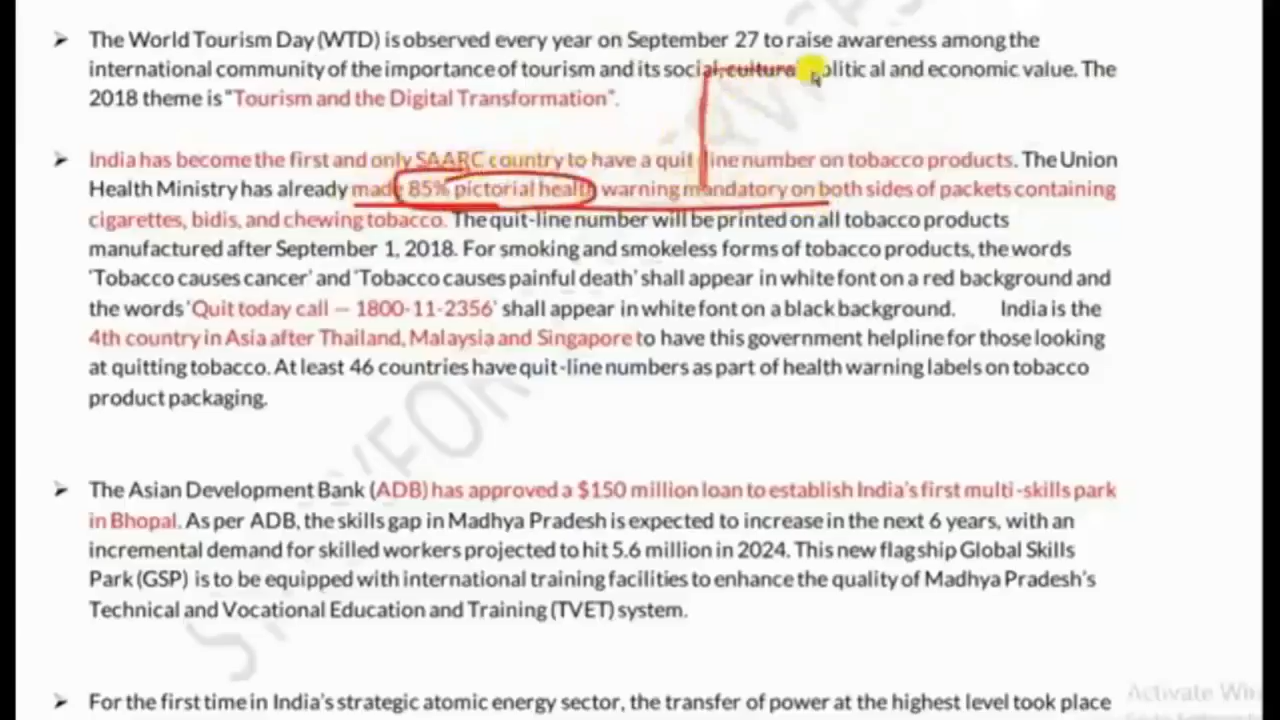 ➤ The World Tourism Day (WTD) is observed every year on September 27 to raise awareness among the
international community of the importance of tourism and its social, cultural political and economic value. The
2018 theme is "Tourism and the Digital Transformation".
➤ India has become the first and only SAARC country to have a quit-line number on tobacco products. The Union
Health Ministry has already made 85% pictorial health warning mandatory on both sides of packets containing
cigarettes, bidis, and chewing tobacco. The quit-line number will be printed on all tobacco products
manufactured after September 1, 2018. For smoking and smokeless forms of tobacco products, the words
'Tobacco causes cancer' and 'Tobacco causes painful death' shall appear in white font on a red background and
the words 'Quit today call – 1800-11-2356' shall appear in white font on a black background. India is the
4th country in Asia after Thailand, Malaysia and Singapore to have this government helpline for those looking
at quitting tobacco. At least 46 countries have quit-line numbers as part of health warning labels on tobacco
product packaging.
➤ The Asian Development Bank (ADB) has approved a $150 million loan to establish India's first multi-skills park
in Bhopal. As per ADB, the skills gap in Madhya Pradesh is expected to increase in the next 6 years, with an
incremental demand for skilled workers projected to hit 5.6 million in 2024. This new flagship Global Skills
Park (GSP) is to be equipped with international training facilities to enhance the quality of Madhya Pradesh's
Technical and Vocational Education and Training (TVET) system.
➤ For the first time in India's strategic atomic energy sector, the transfer of power at the highest level took place
Activate Win